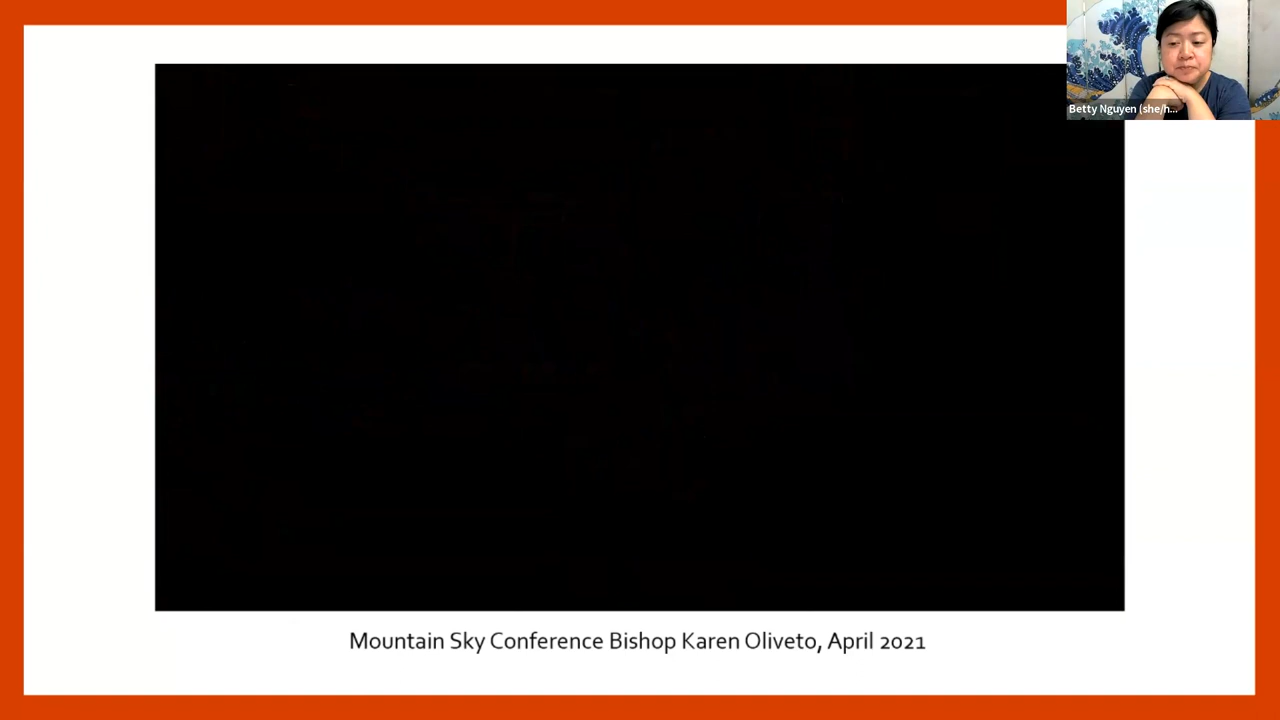 Betty Nguyen (she/h...
Mountain Sky Conference Bishop Karen Oliveto, April 2021